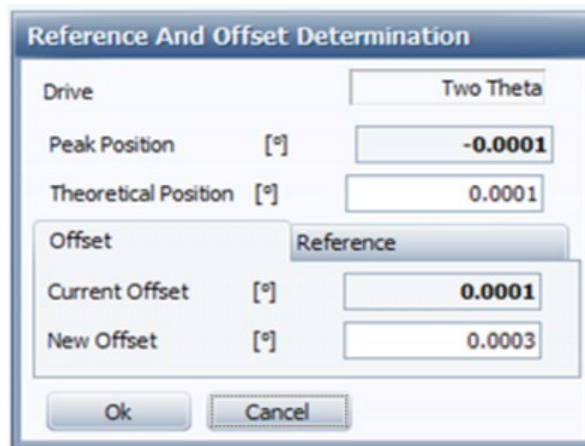 Reference And Offset Determination
Drive Two Theta
Peak Position [°] -0.0001
Theoretical Position [°] 0.0001
Offset Reference
Current Offset [°] 0.0001
New Offset [°] 0.0003
Ok Cancel